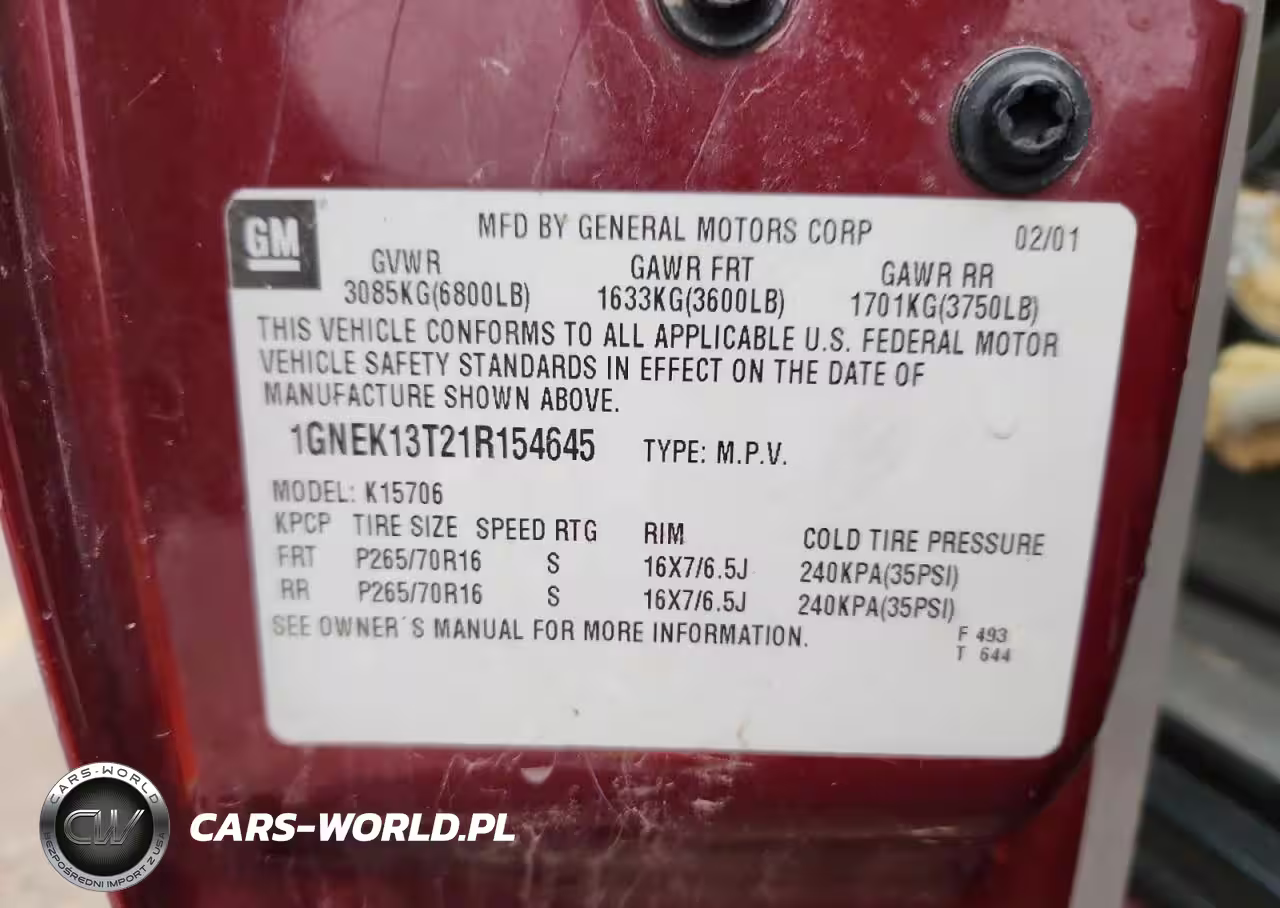 GM
MFD BY GENERAL MOTORS CORP 02/01
GVWR GAWR FRT GAWR RR
3085KG(6800LB) 1633KG(3600LB) 1701KG(3750LB)
THIS VEHICLE CONFORMS TO ALL APPLICABLE U.S. FEDERAL MOTOR
VEHICLE SAFETY STANDARDS IN EFFECT ON THE DATE OF
MANUFACTURE SHOWN ABOVE.
1GNEK13T21R154645 TYPE: M.P.V.
MODEL: K15706
KPCP TIRE SIZE SPEED RTG RIM COLD TIRE PRESSURE
FRT P265/70R16 S 16X7/6.5J 240KPA(35PSI)
RR P265/70R16 S 16X7/6.5J 240KPA(35PSI)
SEE OWNER´S MANUAL FOR MORE INFORMATION.
F 493
T 644
CARS-WORLD
CW
BEZPOŚREDNI IMPORT Z USA
CARS-WORLD.PL